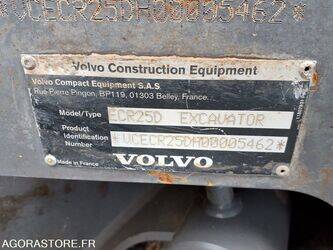 *VCECR25DH00005462*
Volvo Construction Equipment
Volvo Compact Equipment S.A.S.
Rue Pierre Pingon, BP119, 01303 Belley, France.
Model/Type ECR25D EXCAVATOR
Product
Identification *VCECR25DH00005462*
Number
Made in France VOLVO
AGORASTORE.FR